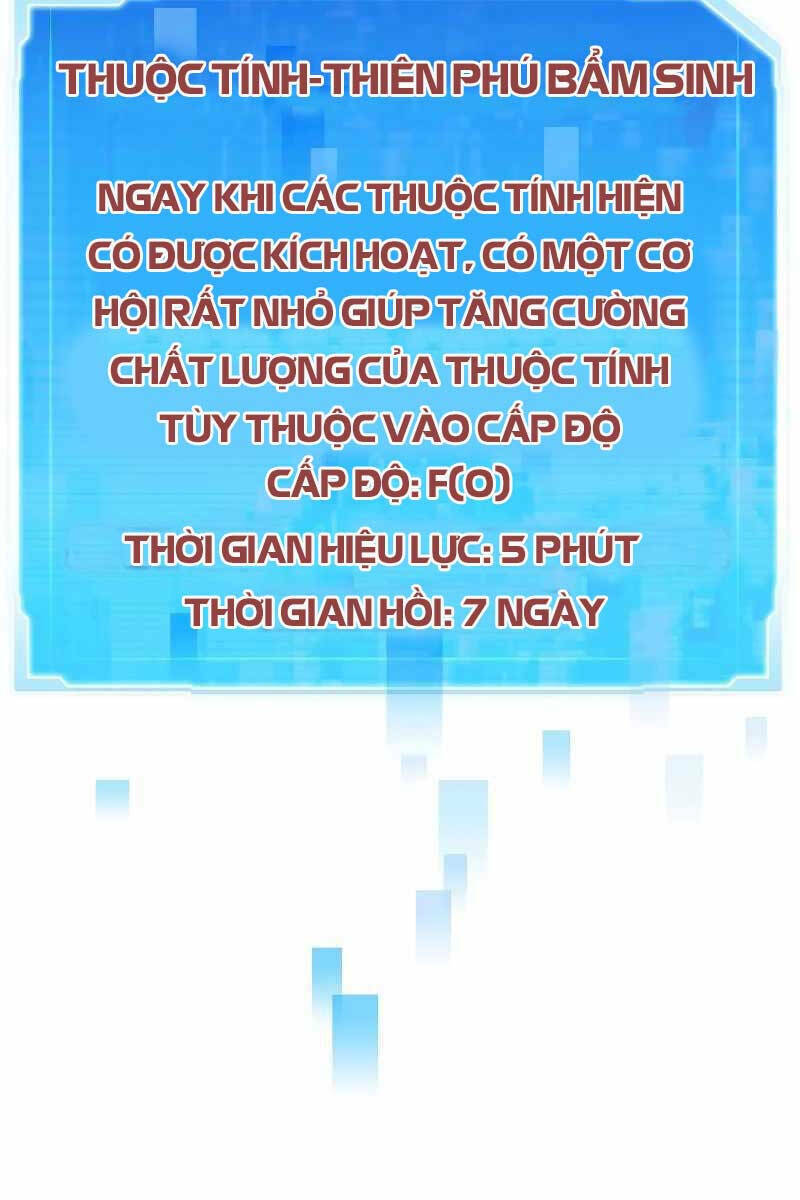 THUỘC TÍNH-THIÊN PHÚ BẨM SINH
NGAY KHI CÁC THUỘC TÍNH HIỆN
CÓ ĐƯỢC KÍCH HOẠT, CÓ MỘT CƠ
HỘI RẤT NHỎ GIÚP TĂNG CƯỜNG
CHẤT LƯỢNG CỦA THUỘC TÍNH
TÙY THUỘC VÀO CẤP ĐỘ
CẤP ĐỘ: F(0)
THỜI GIAN HIỆU LỰC: 5 PHÚT
THỜI GIAN HỒI: 7 NGÀY